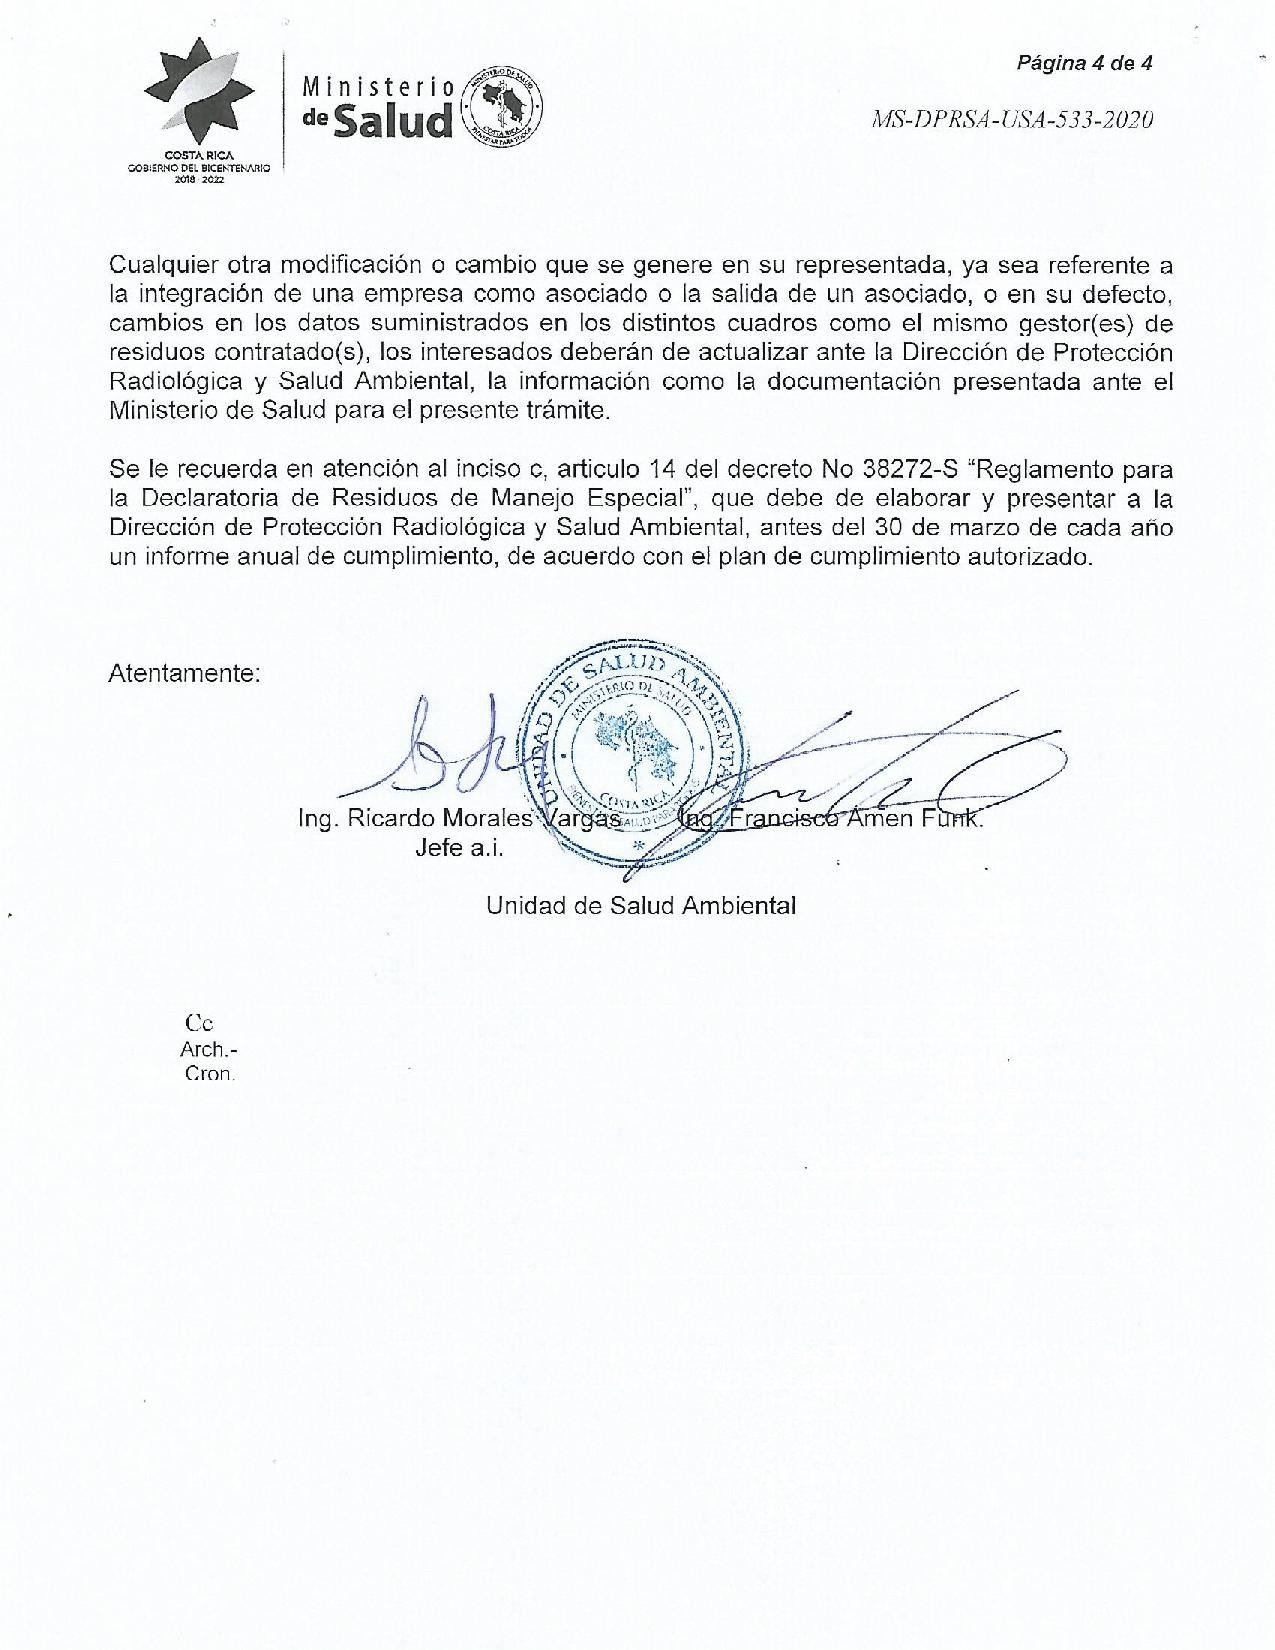 Página 4 de 4
Ministerio
de Salud
MS-DPRSA-USA-533-2020
COSTA RICA
GOBIERNO DEL BICENTENARIO
2018 - 2022
Cualquier otra modificación o cambio que se genere en su representada, ya sea referente a
la integración de una empresa como asociado o la salida de un asociado, o en su defecto,
cambios en los datos suministrados en los distintos cuadros como el mismo gestor(es) de
residuos contratado(s), los interesados deberán de actualizar ante la Dirección de Protección
Radiológica y Salud Ambiental, la información como la documentación presentada ante el
Ministerio de Salud para el presente trámite.
Se le recuerda en atención al inciso c, articulo 14 del decreto No 38272-S “Reglamento para
la Declaratoria de Residuos de Manejo Especial”, que debe de elaborar y presentar a la
Dirección de Protección Radiológica y Salud Ambiental, antes del 30 de marzo de cada año
un informe anual de cumplimiento, de acuerdo con el plan de cumplimiento autorizado.
Atentamente:
UNIDAD DE SALUD AMBIENTAL
MINISTERIO DE SALUD
COSTA RICA
Ing. Ricardo Morales Vargas Ing. Francisco Amen Funk.
Jefe a.i.
Unidad de Salud Ambiental
Cc
Arch.-
Cron.